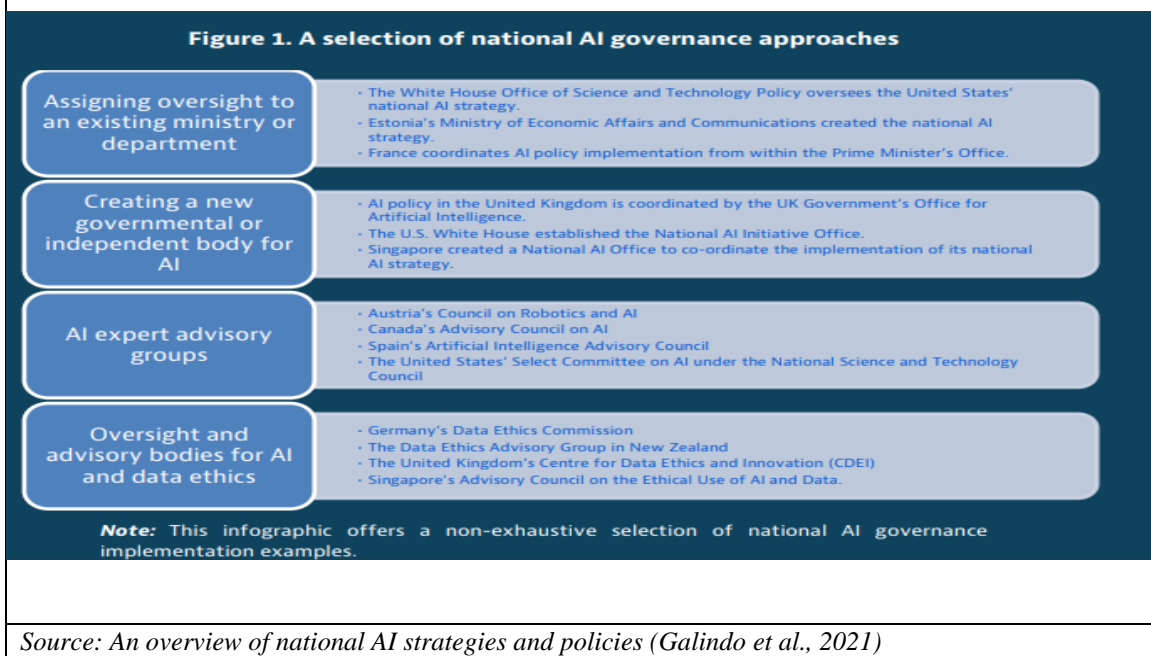 Figure 1. A selection of national AI governance approaches
Assigning oversight to
an existing ministry or
department
- The White House Office of Science and Technology Policy oversees the United States'
national AI strategy.
- Estonia's Ministry of Economic Affairs and Communications created the national AI
strategy.
- France coordinates AI policy implementation from within the Prime Minister's Office.
Creating a new
governmental or
independent body for
AI
- AI policy in the United Kingdom is coordinated by the UK Government's Office for
Artificial Intelligence.
- The U.S. White House established the National AI Initiative Office.
- Singapore created a National AI Office to co-ordinate the implementation of its national
AI strategy.
AI expert advisory
groups
- Austria's Council on Robotics and AI
- Canada's Advisory Council on AI
- Spain's Artificial Intelligence Advisory Council
- The United States' Select Committee on AI under the National Science and Technology
Council
Oversight and
advisory bodies for AI
and data ethics
- Germany's Data Ethics Commission
- The Data Ethics Advisory Group in New Zealand
- The United Kingdom's Centre for Data Ethics and Innovation (CDEI)
- Singapore's Advisory Council on the Ethical Use of AI and Data.
Note: This infographic offers a non-exhaustive selection of national AI governance
implementation examples.
Source: An overview of national AI strategies and policies (Galindo et al., 2021)